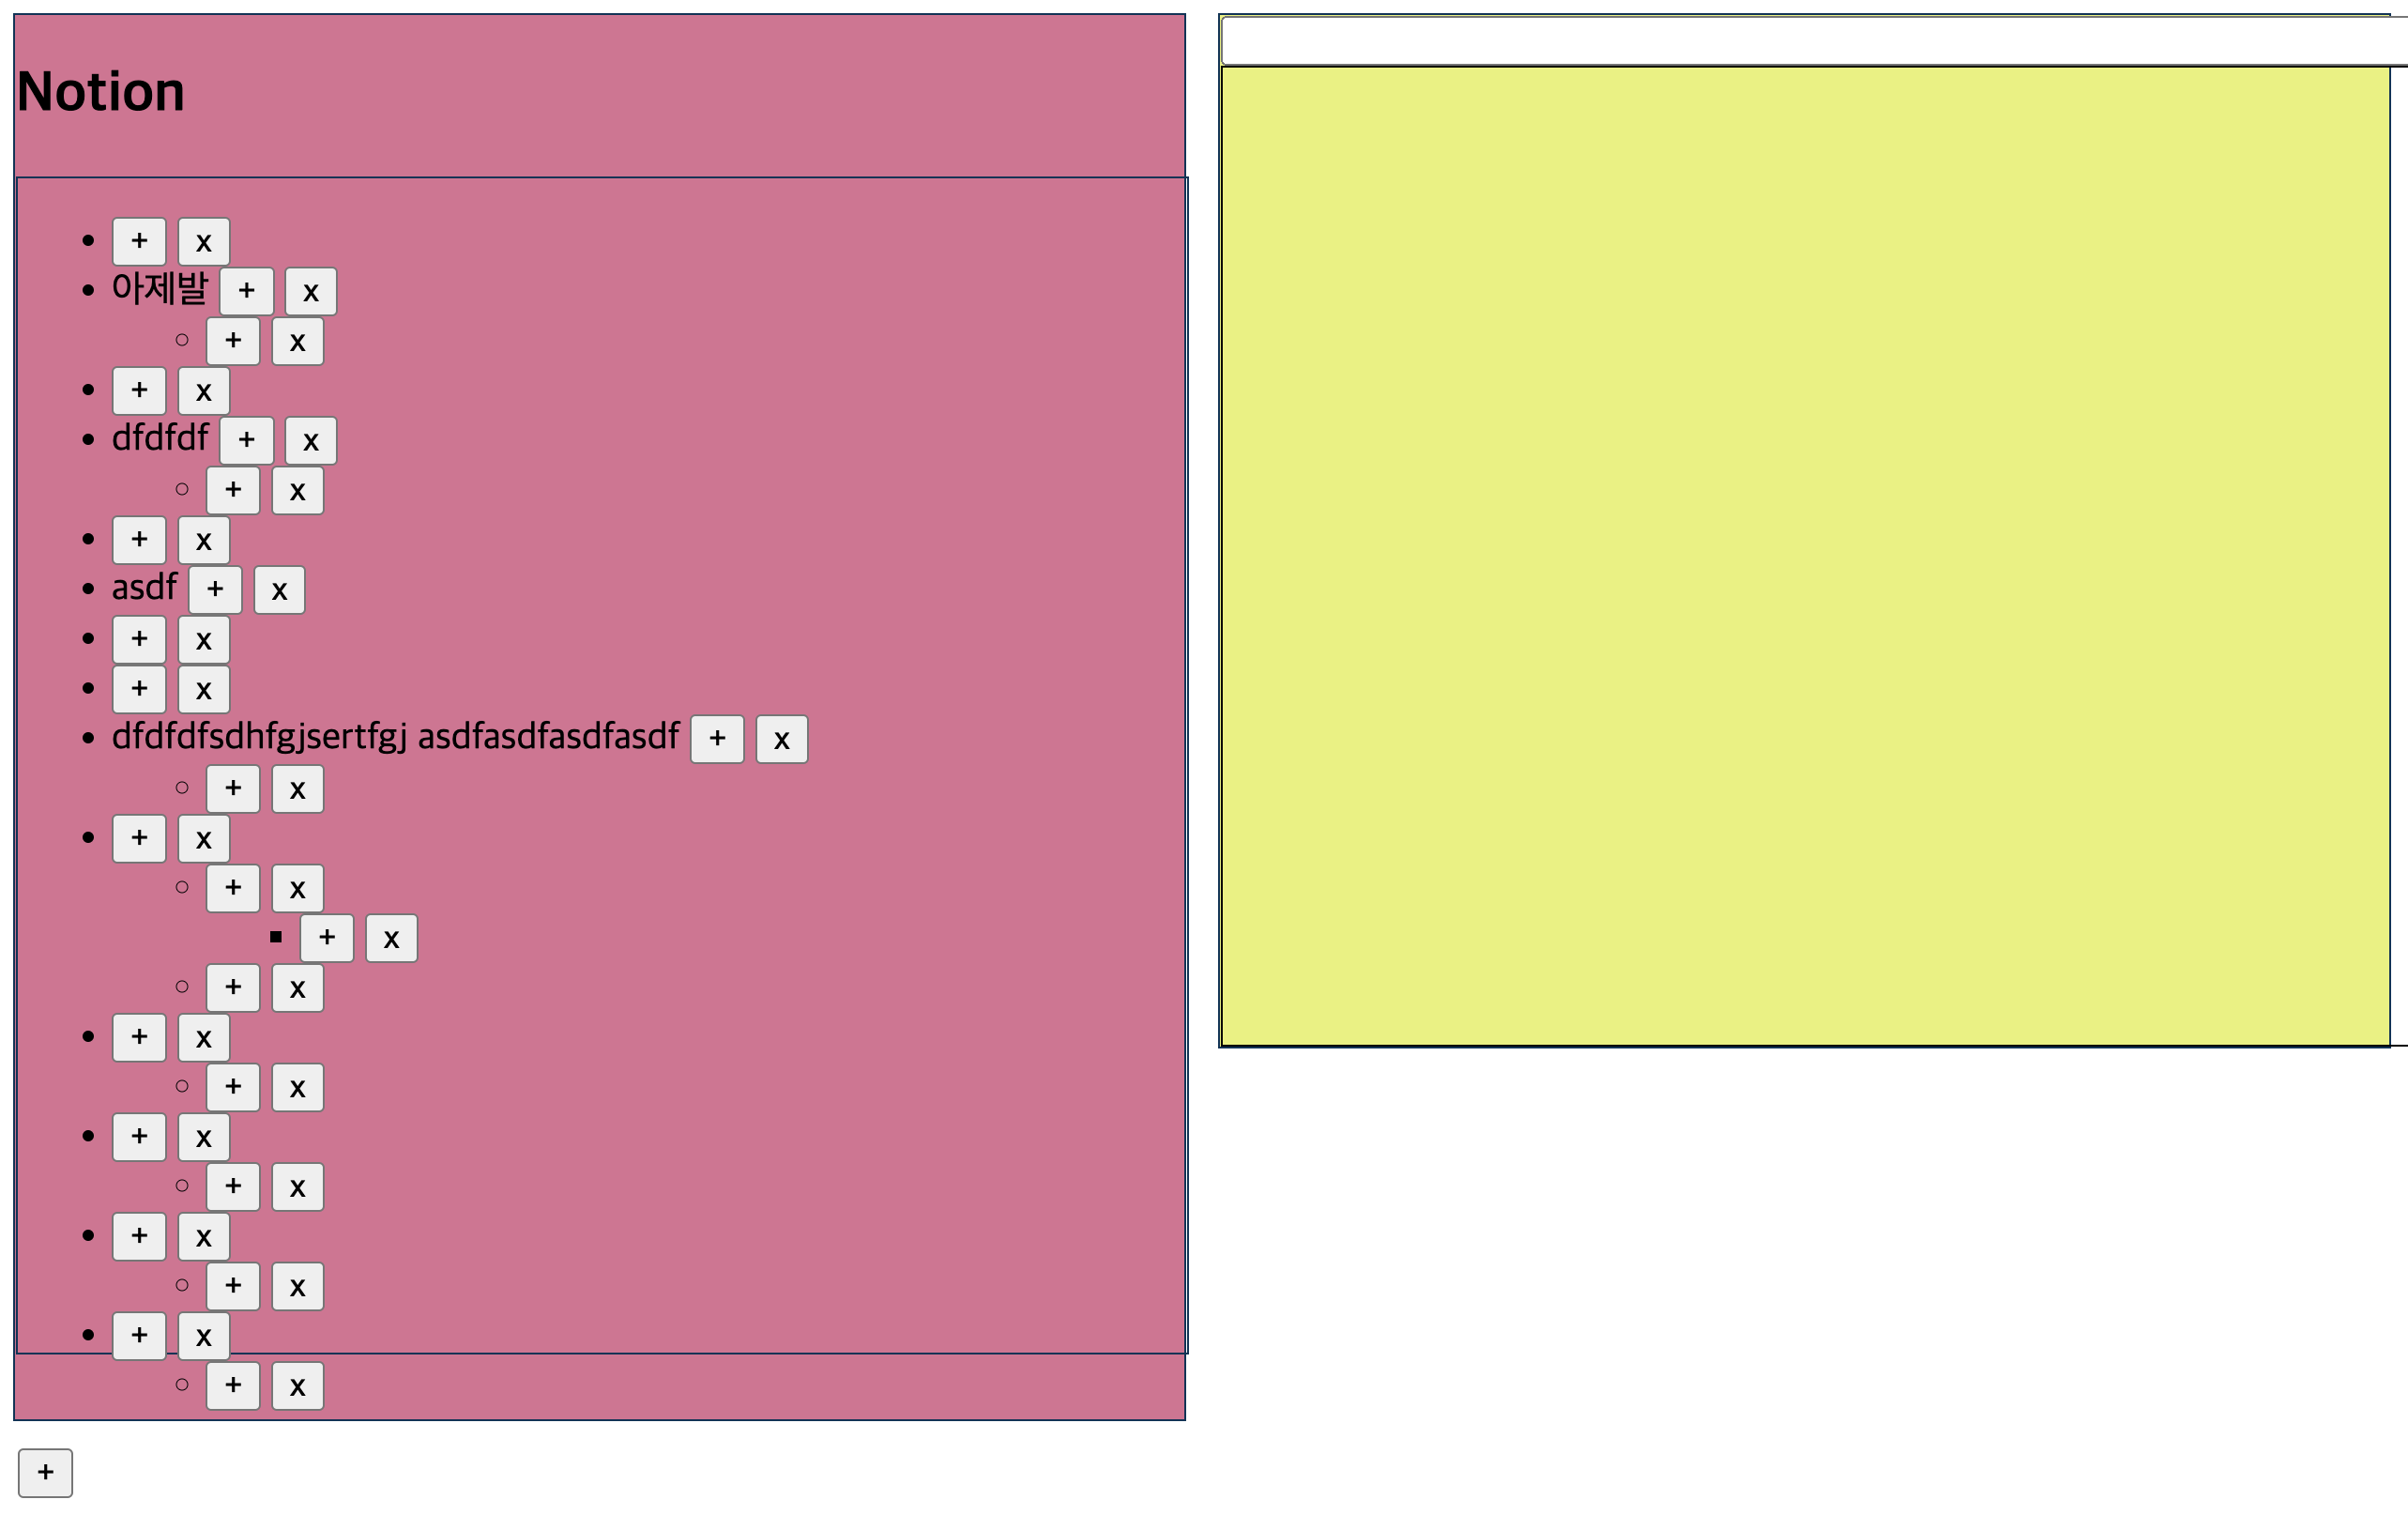 Notion
+ x
아제발 + x
+ x
+ x
dfdfdf + x
+ x
+ x
asdf + x
+ x
+ x
dfdfdfsdhfgjsertfgj asdfasdfasdfasdf + x
+ x
+ x
+ x
+ x
+ x
+ x
+ x
+ x
+ x
+ x
+ x
+ x
+ x
+